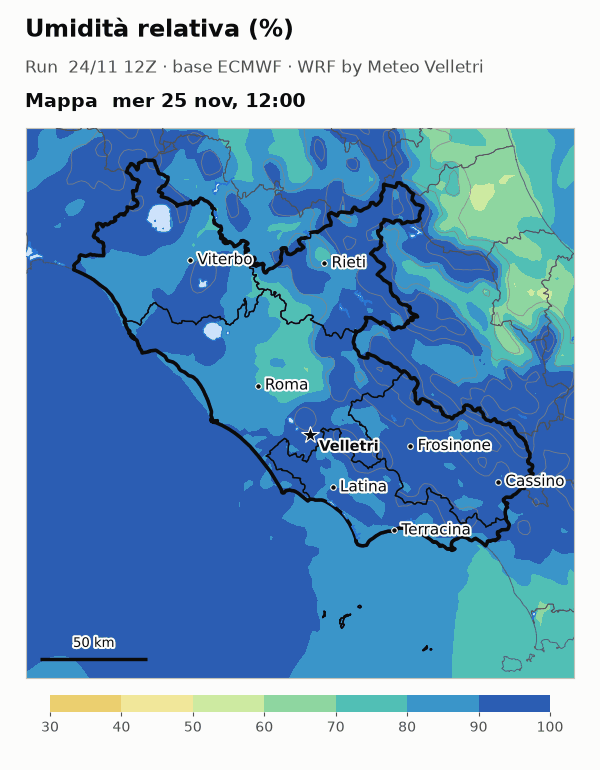 Umidità relativa (%)
Run  24/11 12Z · base ECMWF · WRF by Meteo Velletri
Mappa  mer 25 nov, 12:00
Viterbo
Rieti
Roma
Velletri
Frosinone
Cassino
Latina
Terracina
50 km
30 40 50 60 70 80 90 100